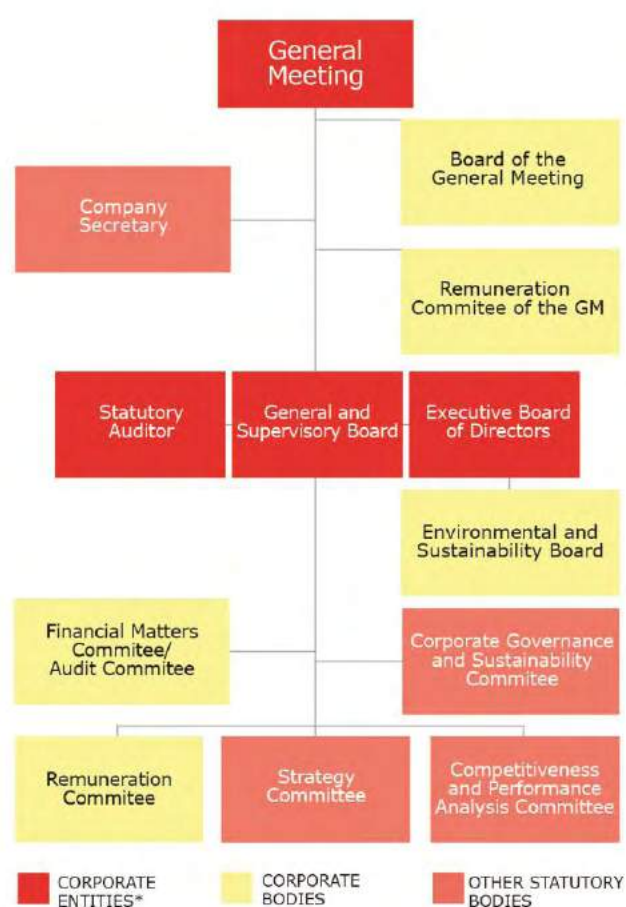 General
Meeting
Board of the
General Meeting
Company
Secretary
Remuneration
Commitee of the GM
Statutory
Auditor
General and
Supervisory Board
Executive Board
of Directors
Environmental and
Sustainability Board
Financial Matters
Commitee/
Audit Commitee
Corporate Governance
and Sustainability
Commitee
Remuneration
Commitee
Strategy
Committee
Competitiveness
and Performance
Analysis Committee
CORPORATE
ENTITIES*
CORPORATE
BODIES
OTHER STATUTORY
BODIES